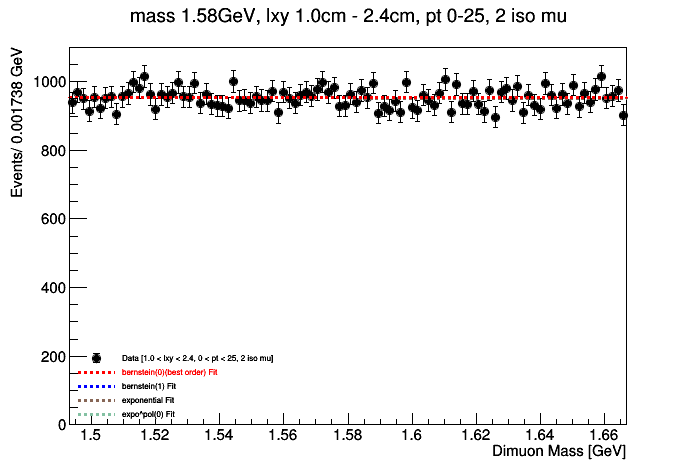 mass 1.58GeV, lxy 1.0cm - 2.4cm, pt 0-25, 2 iso mu
Events/ 0.001738 GeV
1000
800
600
400
200
0
Data [1.0 < lxy < 2.4, 0 < pt < 25, 2 iso mu]
bernstein(0)(best order) Fit
bernstein(1) Fit
exponential Fit
expo*pol(0) Fit
1.5 1.52 1.54 1.56 1.58 1.6 1.62 1.64 1.66
Dimuon Mass [GeV]